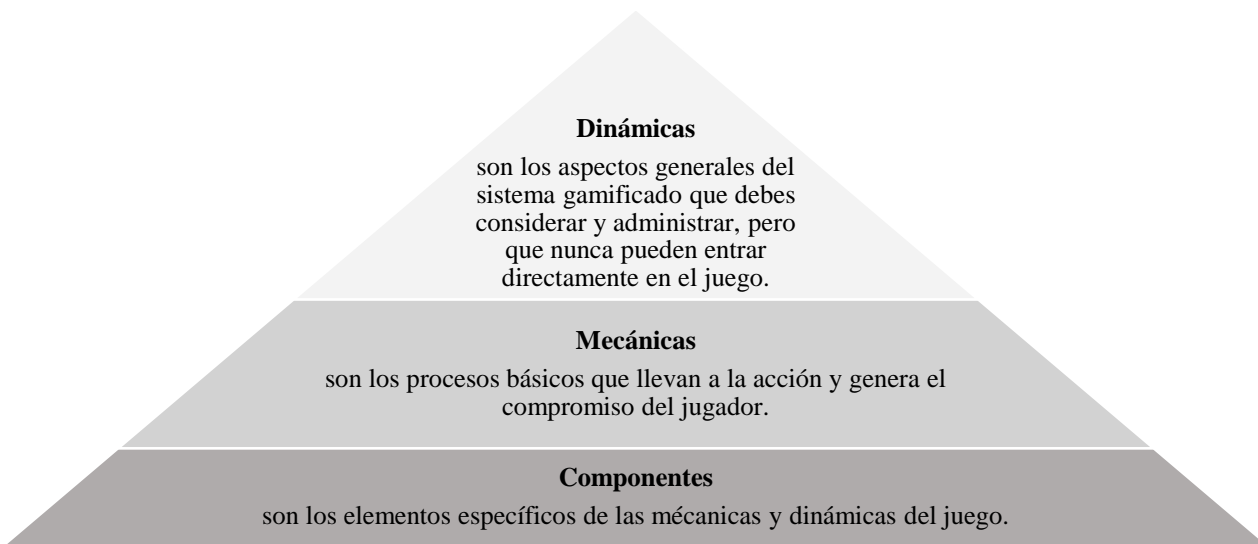 Dinámicas
son los aspectos generales del
sistema gamificado que debes
considerar y administrar, pero
que nunca pueden entrar
directamente en el juego.
Mecánicas
son los procesos básicos que llevan a la acción y genera el
compromiso del jugador.
Componentes
son los elementos específicos de las mécanicas y dinámicas del juego.